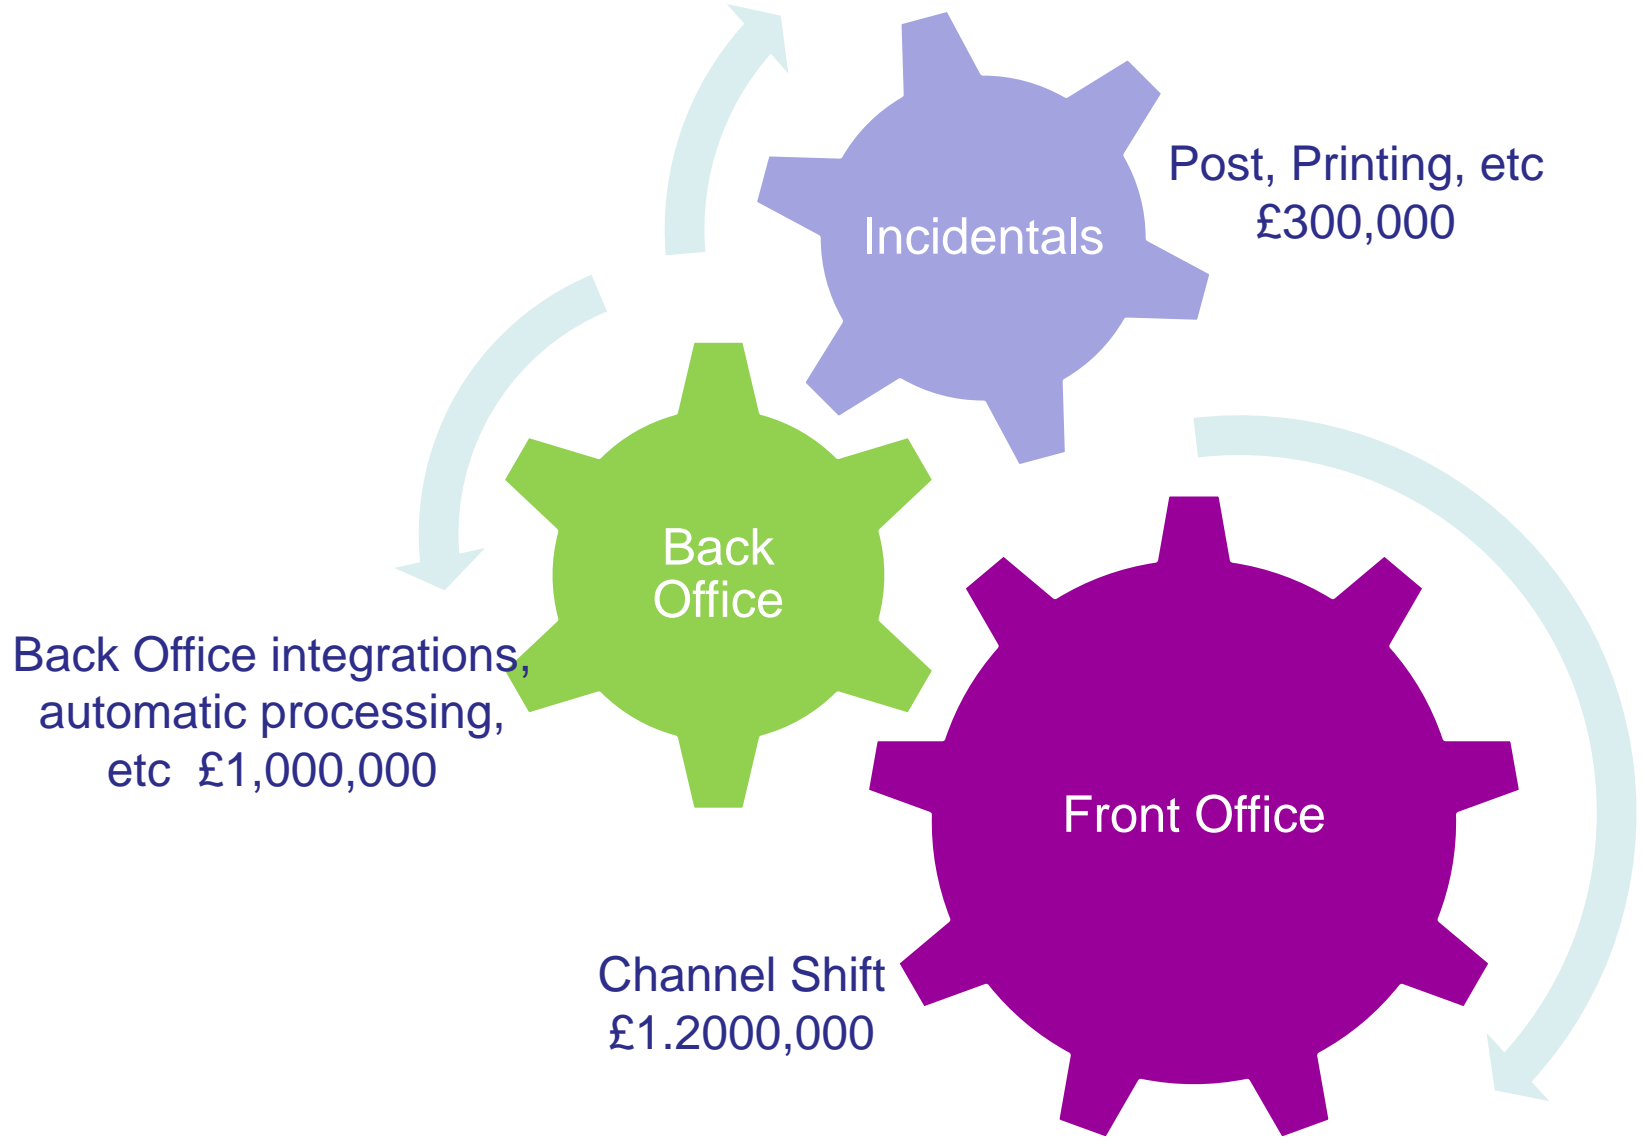 Incidentals
Post, Printing, etc
£300,000
Back
Office
Back Office integrations,
automatic processing,
etc  £1,000,000
Front Office
Channel Shift
£1.2000,000